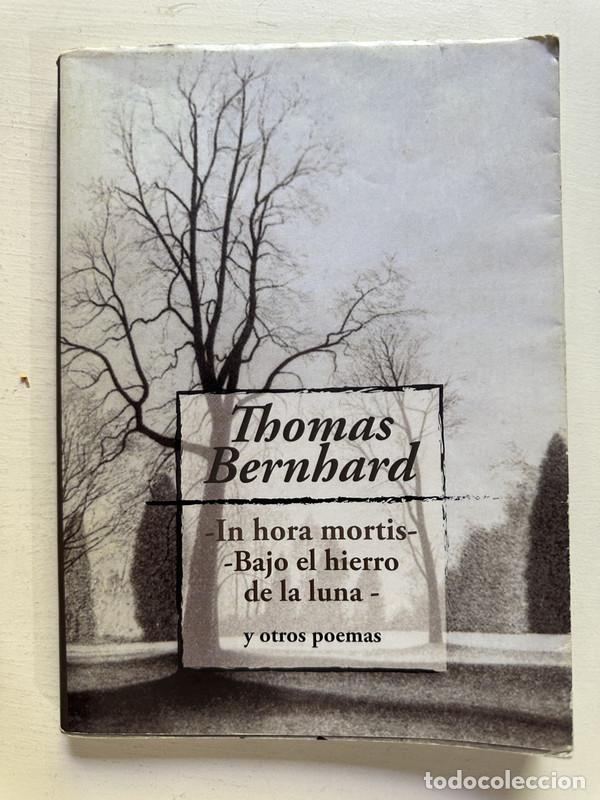 Thomas
Bernhard
-In hora mortis-
-Bajo el hierro
de la luna -
y otros poemas
todocoleccion